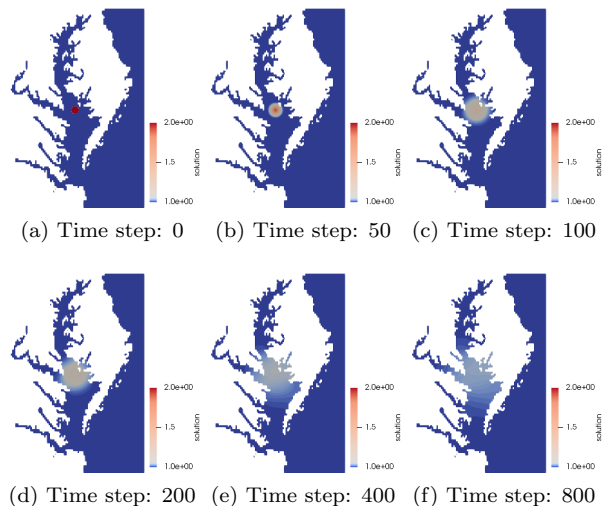 2.0e+00
1.5
1.0e+00
solution
2.0e+00
1.5
1.0e+00
solution
2.0e+00
1.5
1.0e+00
solution
(a) Time step: 0
(b) Time step: 50
(c) Time step: 100
2.0e+00
1.5
1.0e+00
solution
2.0e+00
1.5
1.0e+00
solution
2.0e+00
1.5
1.0e+00
solution
(d) Time step: 200
(e) Time step: 400
(f) Time step: 800